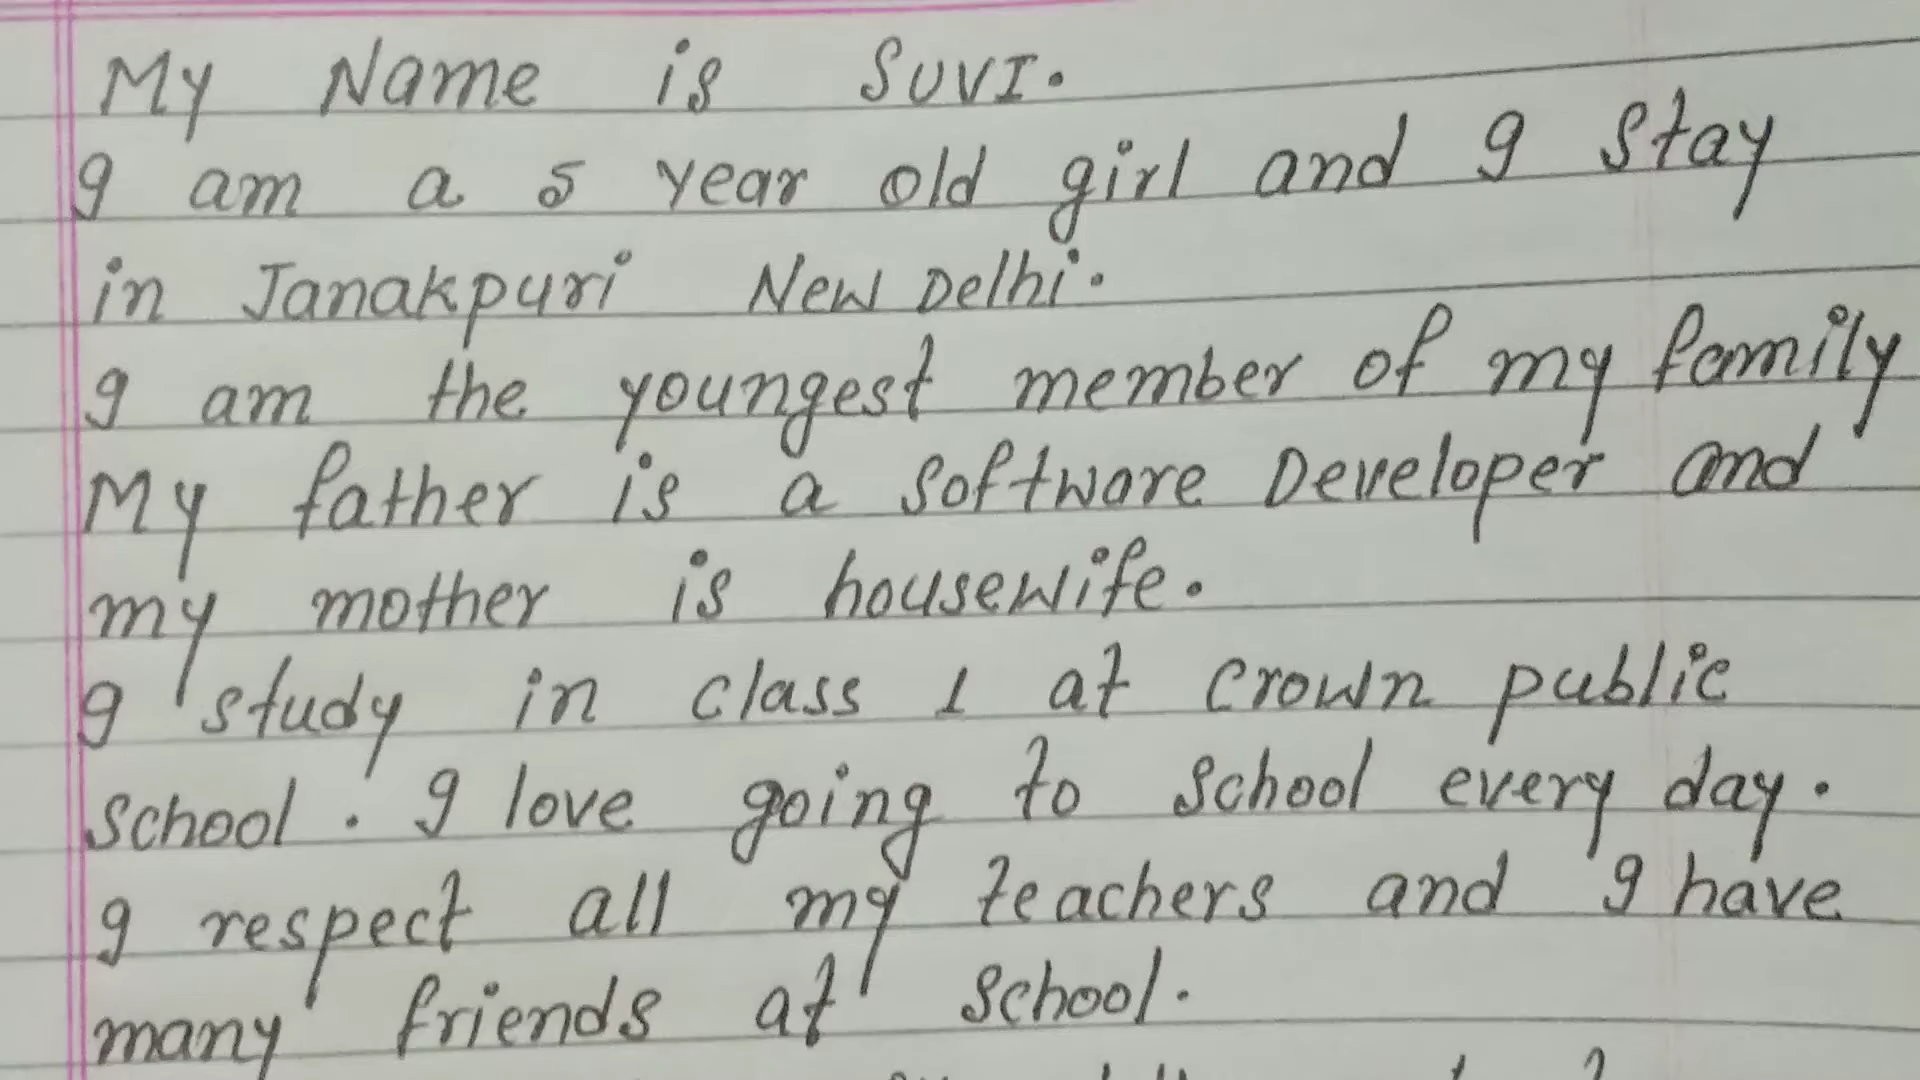 My Name is SUVI.
I am a 5 year old girl and I stay
in Janakpuri New Delhi.
I am the youngest member of my family
My father is a software Developer and
my mother is housewife.
I study in class 1 at crown public
school. I love going to school every day.
I respect all my teachers and I have
many friends at school.